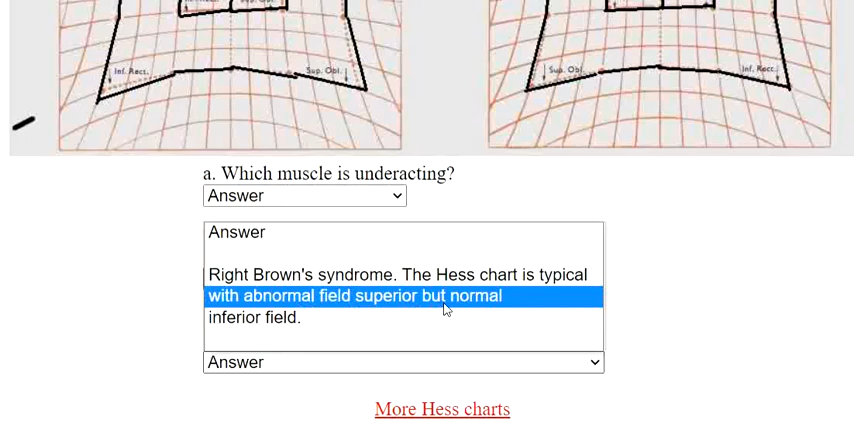 Inf. Rect.
Sup. Obl.
Sup. Obl.
Inf. Rect.
a. Which muscle is underacting?
Answer
Answer
Right Brown's syndrome. The Hess chart is typical
with abnormal field superior but normal
inferior field.
Answer
More Hess charts